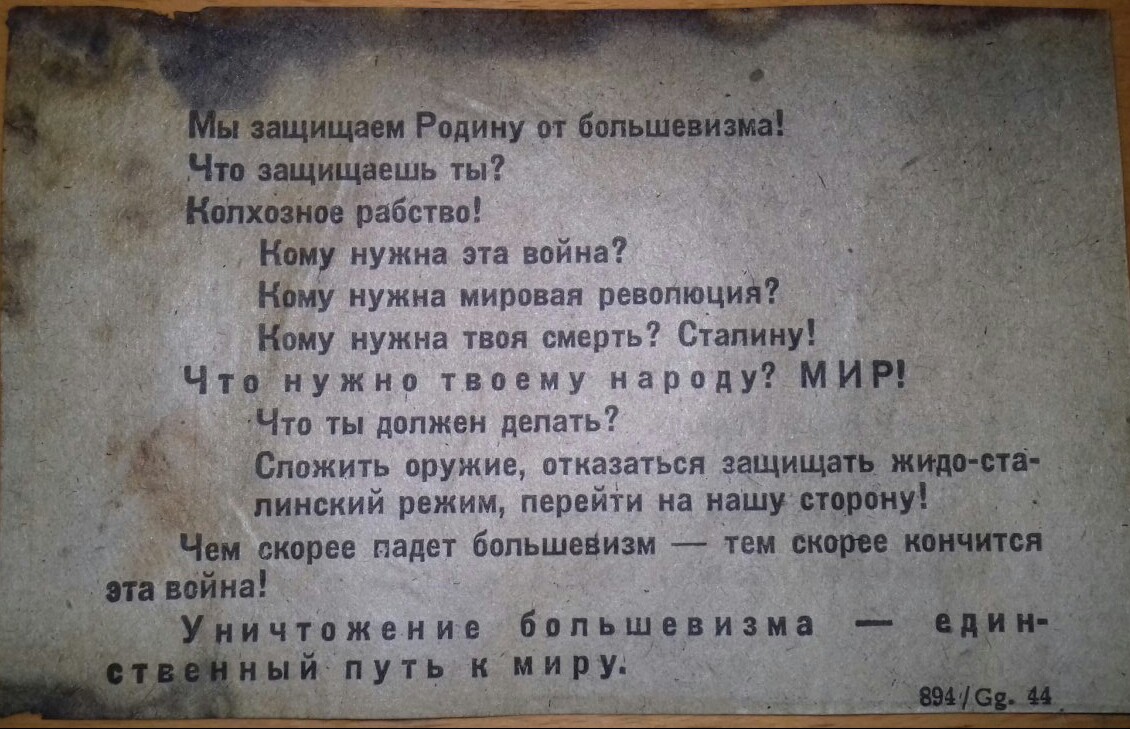 Мы защищаем Родину от большевизма!
Что защищаешь ты?
Колхозное рабство!
Кому нужна эта война?
Кому нужна мировая революция?
Кому нужна твоя смерть? Сталину!
Что нужно твоему народу? МИР!
Что ты должен делать?
Сложить оружие, отказаться защищать жидо-ста-
линский режим, перейти на нашу сторону!
Чем скорее падет большевизм — тем скорее кончится
эта война!
Уничтожение большевизма — един-
ственный путь к миру.
894/Gg. 44